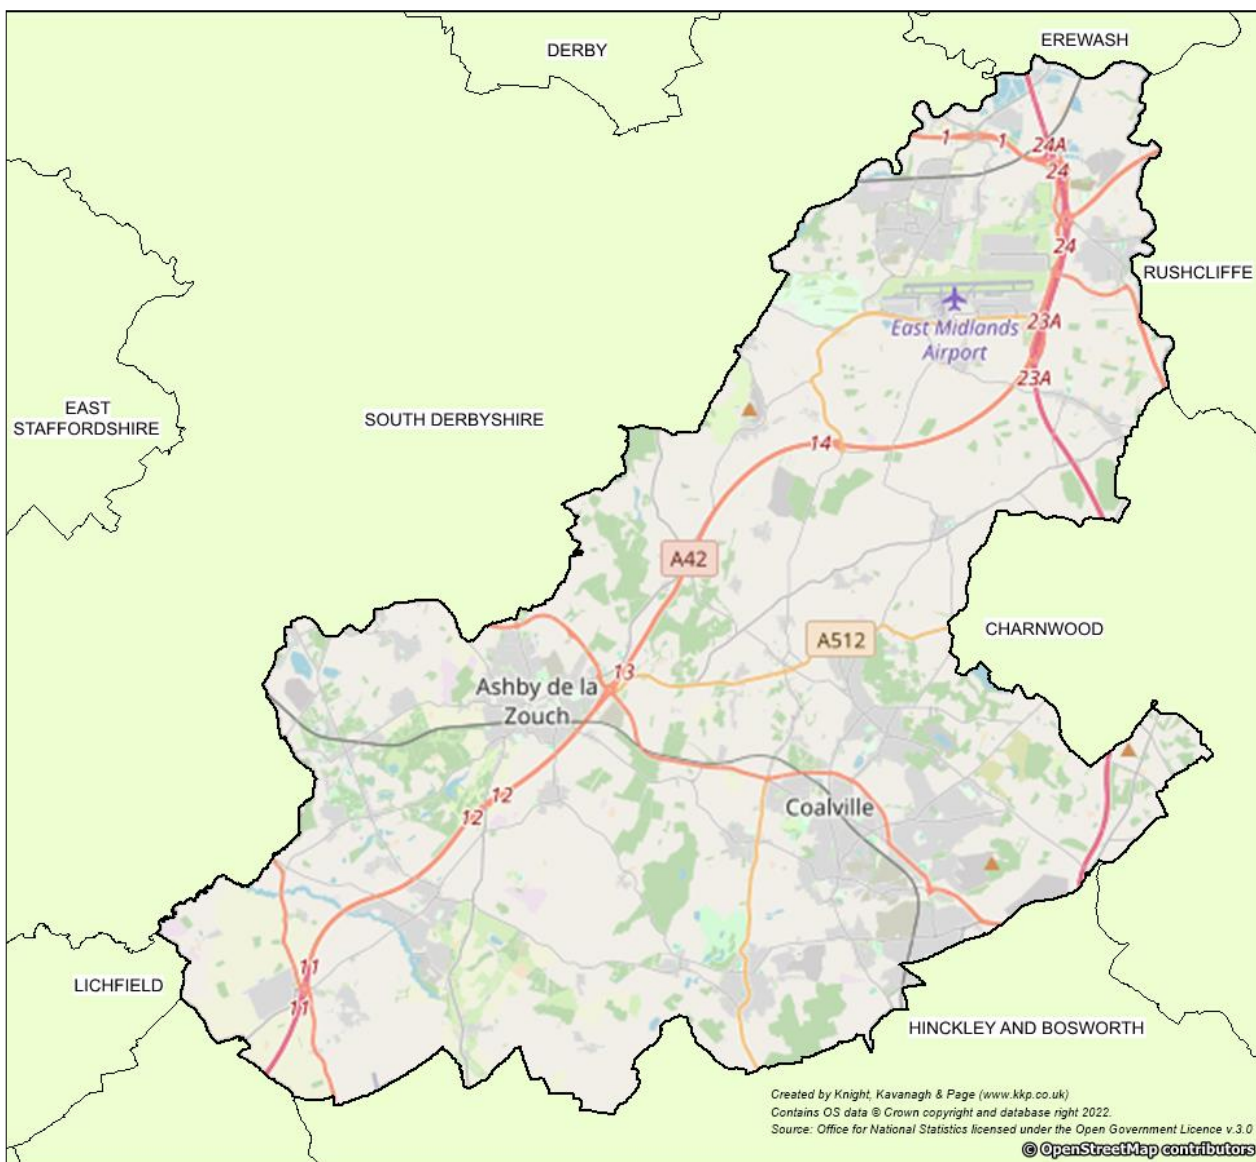 DERBY
EREWASH
1
1
24A
24
24
RUSHCLIFFE
East Midlands
Airport
23A
23A
EAST
STAFFORDSHIRE
SOUTH DERBYSHIRE
14
A42
CHARNWOOD
A512
13
Ashby de la
Zouch
12
12
Coalville
11
11
LICHFIELD
HINCKLEY AND BOSWORTH
Created by Knight, Kavanagh & Page (www.kkp.co.uk)
Contains OS data © Crown copyright and database right 2022.
Source: Office for National Statistics licensed under the Open Government Licence v.3.0
© OpenStreetMap contributors